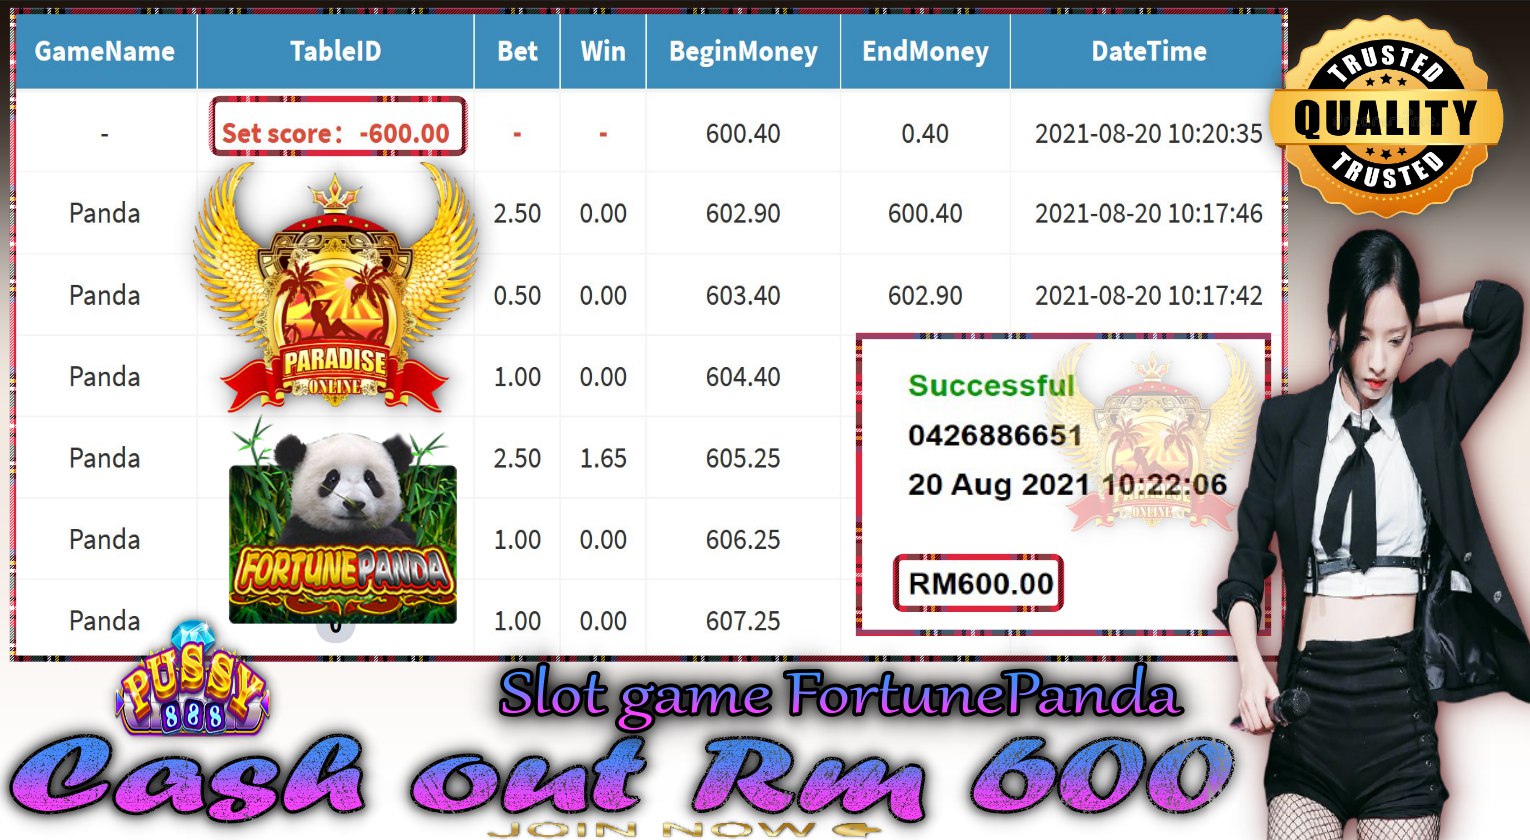 GameName TableID Bet Win BeginMoney EndMoney DateTime
- Set score: -600.00 - - 600.40 0.40 2021-08-20 10:20:35
Panda 2.50 0.00 602.90 600.40 2021-08-20 10:17:46
Panda 0.50 0.00 603.40 602.90 2021-08-20 10:17:42
Panda 1.00 0.00 604.40
Panda 2.50 1.65 605.25
Panda 1.00 0.00 606.25
Panda 1.00 0.00 607.25
TRUSTED
QUALITY
TRUSTED
PARADISE
ONLINE
FORTUNE PANDA
Successful
0426886651
20 Aug 2021 10:22:06
PARADISE
ONLINE
RM600.00
PUSSY
888
Slot game FortunePanda
Cash out Rm 600
JOIN NOW